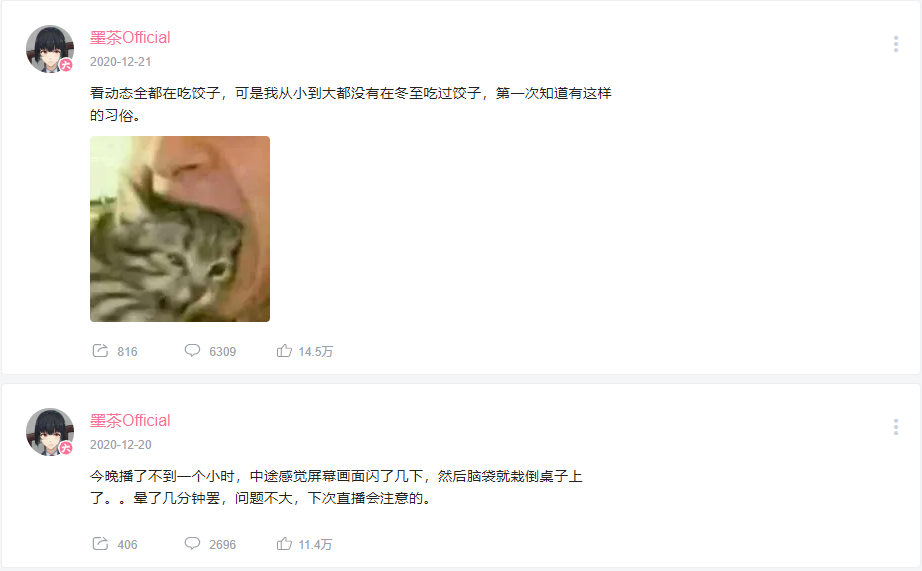 墨茶Official
2020-12-21
看动态全都在吃饺子，可是我从小到大都没有在冬至吃过饺子，第一次知道有这样
的习俗。
816
6309
14.5万
墨茶Official
2020-12-20
今晚播了不到一个小时，中途感觉屏幕画面闪了几下，然后脑袋就栽倒桌子上
了。。晕了几分钟罢，问题不大，下次直播会注意的。
406
2696
11.4万